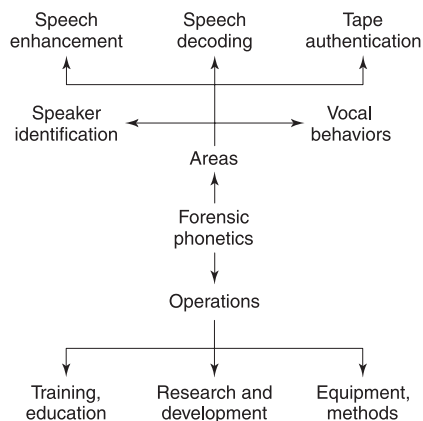 Speech
enhancement
Speech
decoding
Tape
authentication
Speaker
identification
Vocal
behaviors
Areas
Forensic
phonetics
Operations
Training,
education
Research and
development
Equipment,
methods